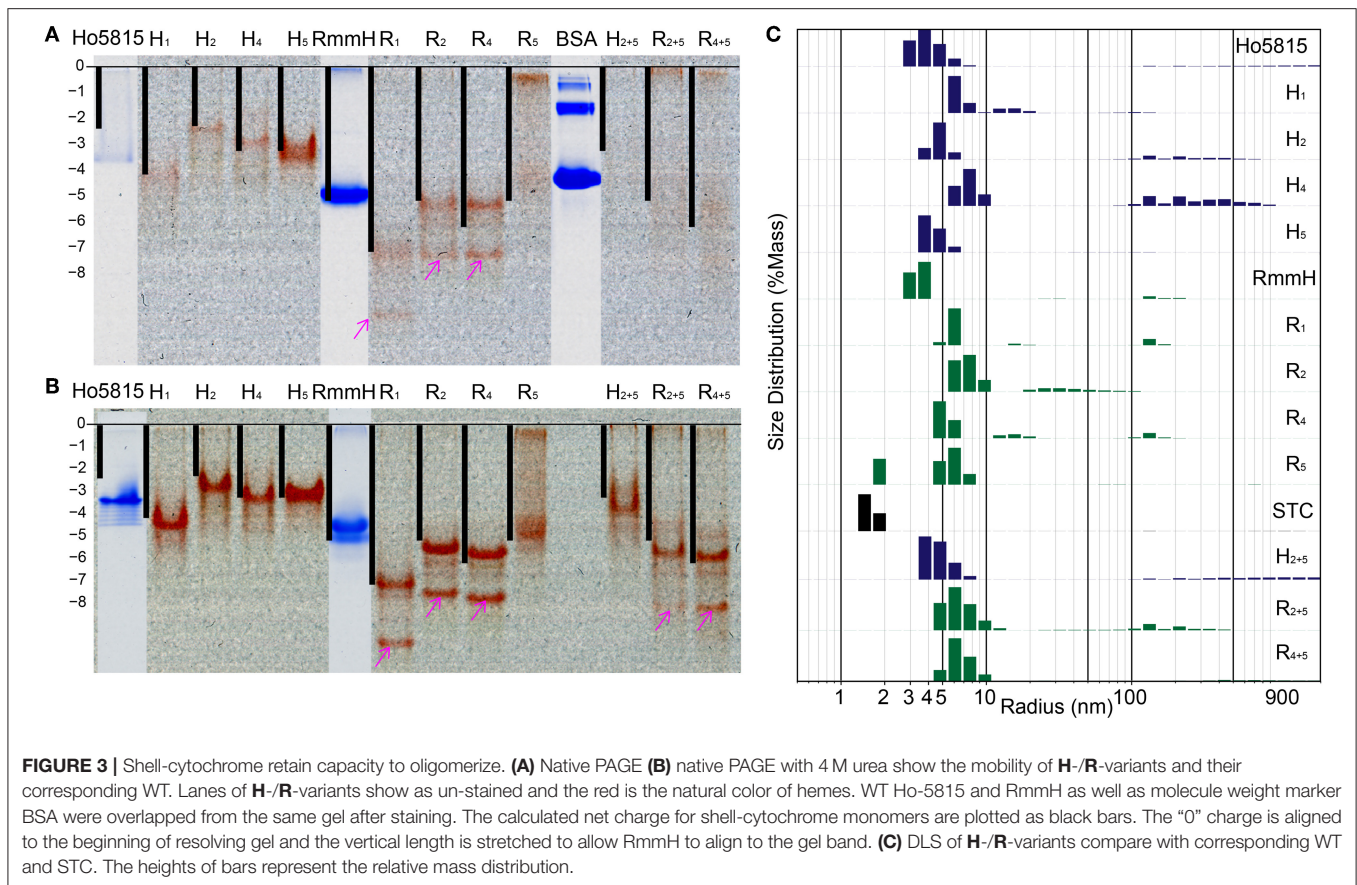 A
Ho5815 H₁ H₂ H₄ H₅ RmmH R₁ R₂ R₄ R₅ BSA H₂₊₅ R₂₊₅ R₄₊₅
0
−1
−2
−3
−4
−5
−6
−7
−8
B
Ho5815 H₁ H₂ H₄ H₅ RmmH R₁ R₂ R₄ R₅ H₂₊₅ R₂₊₅ R₄₊₅
0
−1
−2
−3
−4
−5
−6
−7
−8
C
Size Distribution (%Mass)
Ho5815
H₁
H₂
H₄
H₅
RmmH
R₁
R₂
R₄
R₅
STC
H₂₊₅
R₂₊₅
R₄₊₅
1 2 3 4 5 10 100 900
Radius (nm)
FIGURE 3 | Shell-cytochrome retain capacity to oligomerize. (A) Native PAGE (B) native PAGE with 4 M urea show the mobility of H-/R-variants and their
corresponding WT. Lanes of H-/R-variants show as un-stained and the red is the natural color of hemes. WT Ho-5815 and RmmH as well as molecule weight marker
BSA were overlapped from the same gel after staining. The calculated net charge for shell-cytochrome monomers are plotted as black bars. The “0” charge is aligned
to the beginning of resolving gel and the vertical length is stretched to allow RmmH to align to the gel band. (C) DLS of H-/R-variants compare with corresponding WT
and STC. The heights of bars represent the relative mass distribution.